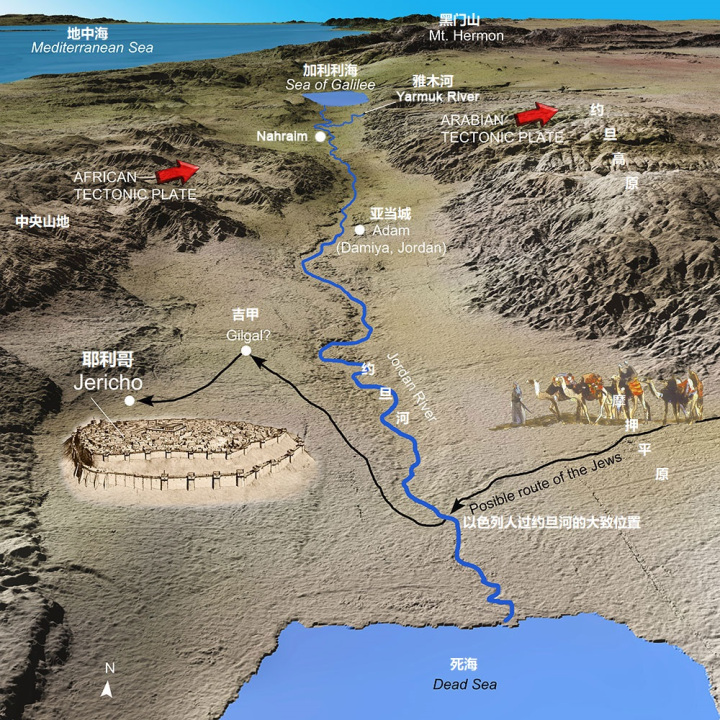 地中海
Mediterranean Sea
黑门山
Mt. Hermon
加利利海
Sea of Galilee
雅木河
Yarmuk River
Nahraim
ARABIAN
TECTONIC PLATE
约旦高原
AFRICAN
TECTONIC PLATE
中央山地
亚当城
Adam
(Damiya, Jordan)
吉甲
Gilgal?
耶利哥
Jericho
约旦河
Jordan River
摩押平原
Posible route of the Jews
以色列人过约旦河的大致位置
死海
Dead Sea
N